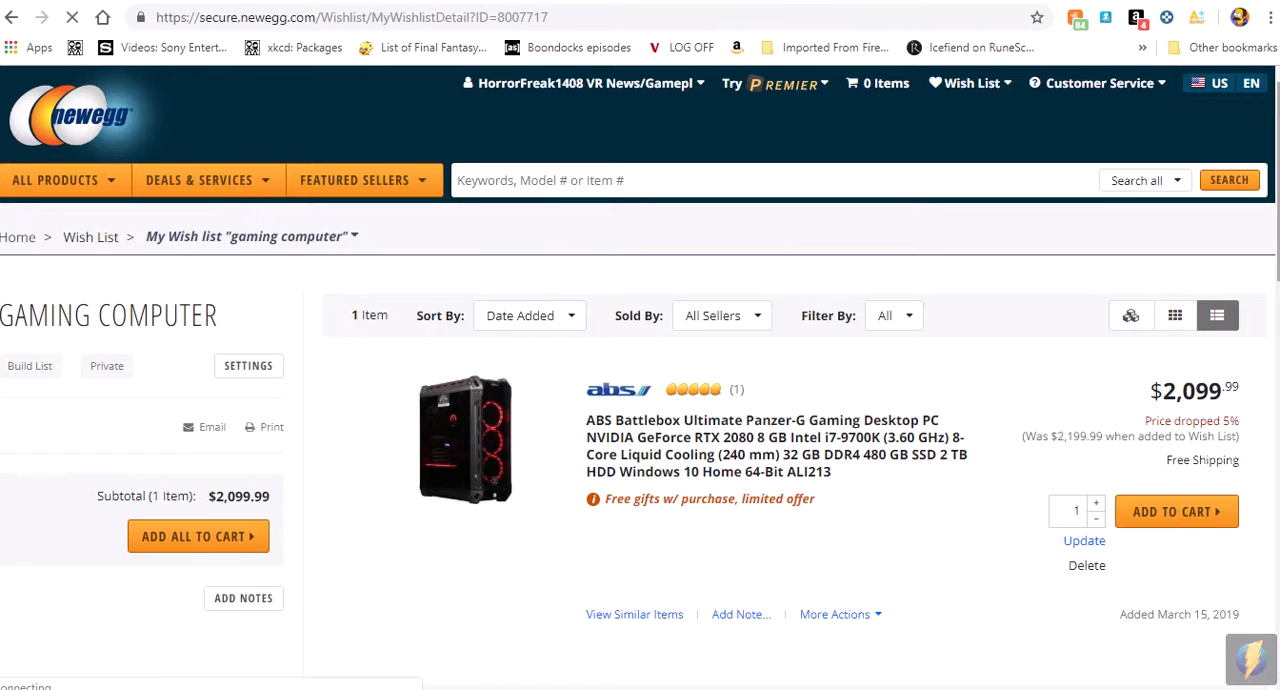 https://secure.newegg.com/Wishlist/MyWishlistDetail?ID=8007717
84
4
A+
Apps
S Videos: Sony Entert...
xkcd: Packages
List of Final Fantasy...
[as] Boondocks episodes
V LOG OFF
a
Imported From Fire...
R Icefiend on RuneSc...
»
Other bookmarks
newegg
HorrorFreak1408 VR News/Gamepl
Try PREMIER
0 Items
Wish List
Customer Service
US
EN
ALL PRODUCTS
DEALS & SERVICES
FEATURED SELLERS
Keywords, Model # or Item #
Search all
SEARCH
Home > Wish List > My Wish list "gaming computer"
GAMING COMPUTER
Build List
Private
SETTINGS
Email
Print
Subtotal (1 Item): $2,099.99
ADD ALL TO CART
ADD NOTES
1 Item
Sort By: Date Added
Sold By: All Sellers
Filter By: All
abs
(1)
ABS Battlebox Ultimate Panzer-G Gaming Desktop PC
NVIDIA GeForce RTX 2080 8 GB Intel i7-9700K (3.60 GHz) 8-
Core Liquid Cooling (240 mm) 32 GB DDR4 480 GB SSD 2 TB
HDD Windows 10 Home 64-Bit ALI213
Free gifts w/ purchase, limited offer
$2,099.99
Price dropped 5%
(Was $2,199.99 when added to Wish List)
Free Shipping
1
+
-
ADD TO CART
Update
Delete
View Similar Items | Add Note... | More Actions
Added March 15, 2019
onnecting